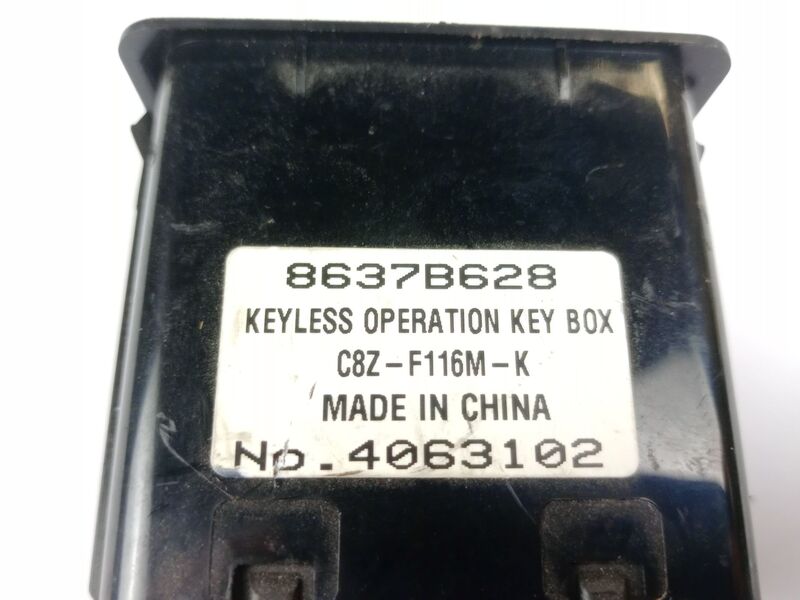 8637B628
KEYLESS OPERATION KEY BOX
C8Z-F116M-K
MADE IN CHINA
No.4063102